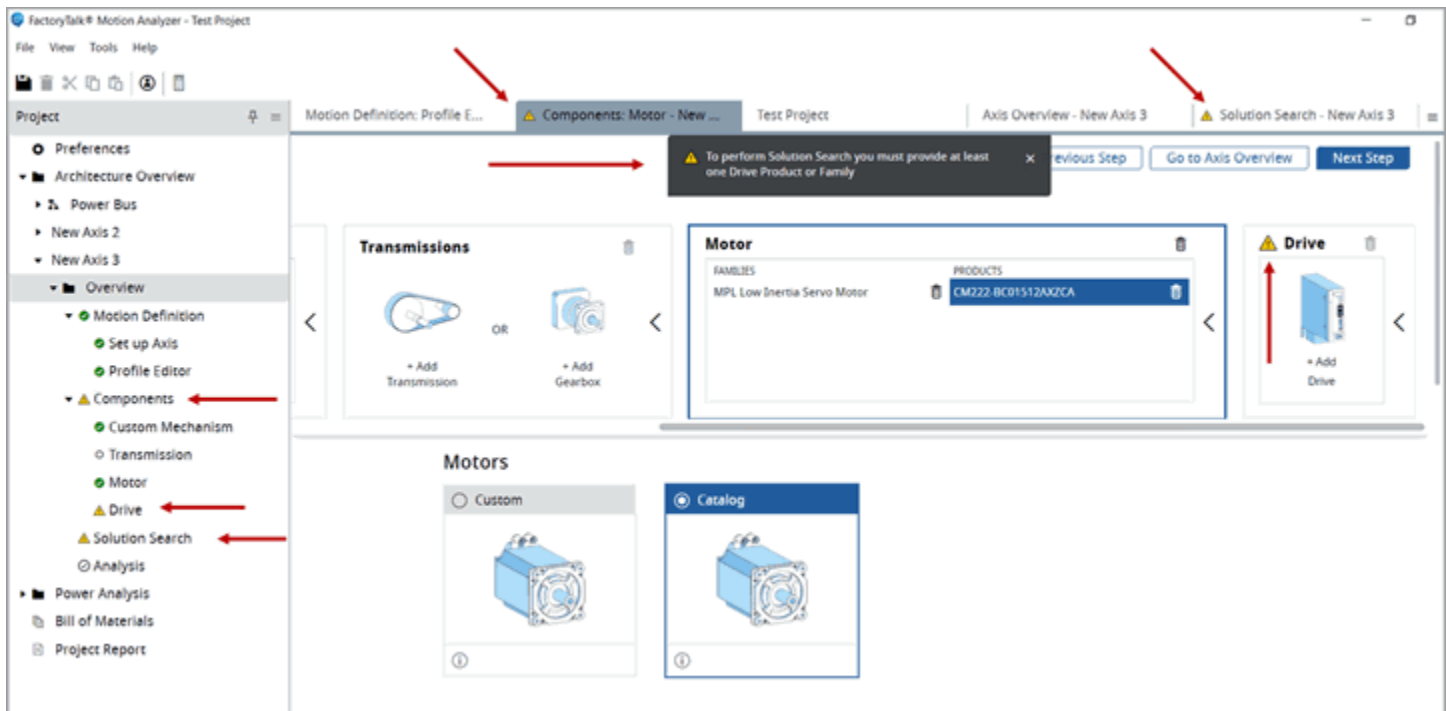 FactoryTalk® Motion Analyzer - Test Project
File View Tools Help
Project
Preferences
Architecture Overview
Power Bus
New Axis 2
New Axis 3
Overview
Motion Definition
Set up Axis
Profile Editor
Components
Custom Mechanism
Transmission
Motor
Drive
Solution Search
Analysis
Power Analysis
Bill of Materials
Project Report
Motion Definition: Profile E...
Components: Motor - New ...
Test Project
Axis Overview - New Axis 3
Solution Search - New Axis 3
To perform Solution Search you must provide at least
one Drive Product or Family
revious Step
Go to Axis Overview
Next Step
Transmissions
OR
+ Add
Transmission
+ Add
Gearbox
Motor
FAMILIES
MPL Low Inertia Servo Motor
PRODUCTS
CM222-BC01512AXZCA
Drive
+ Add
Drive
Motors
Custom
Catalog